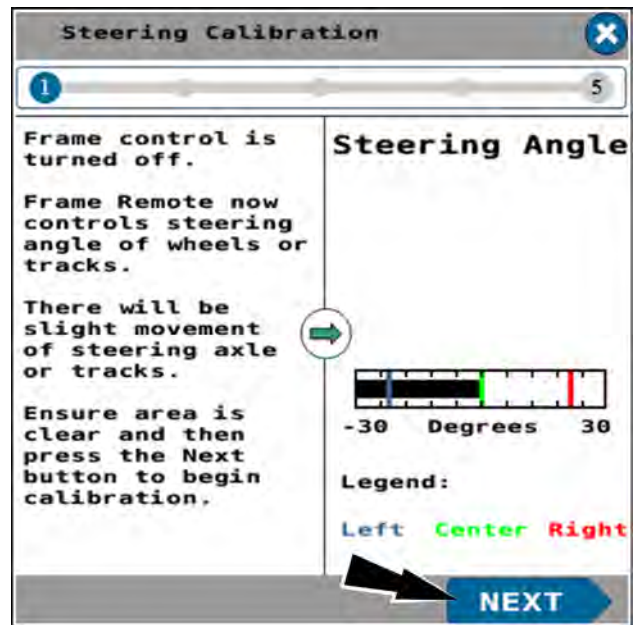 Steering Calibration
1
5
Frame control is
turned off.
Frame Remote now
controls steering
angle of wheels or
tracks.
There will be
slight movement
of steering axle
or tracks.
Ensure area is
clear and then
press the Next
button to begin
calibration.
Steering Angle
-30 Degrees 30
Legend:
Left Center Right
NEXT